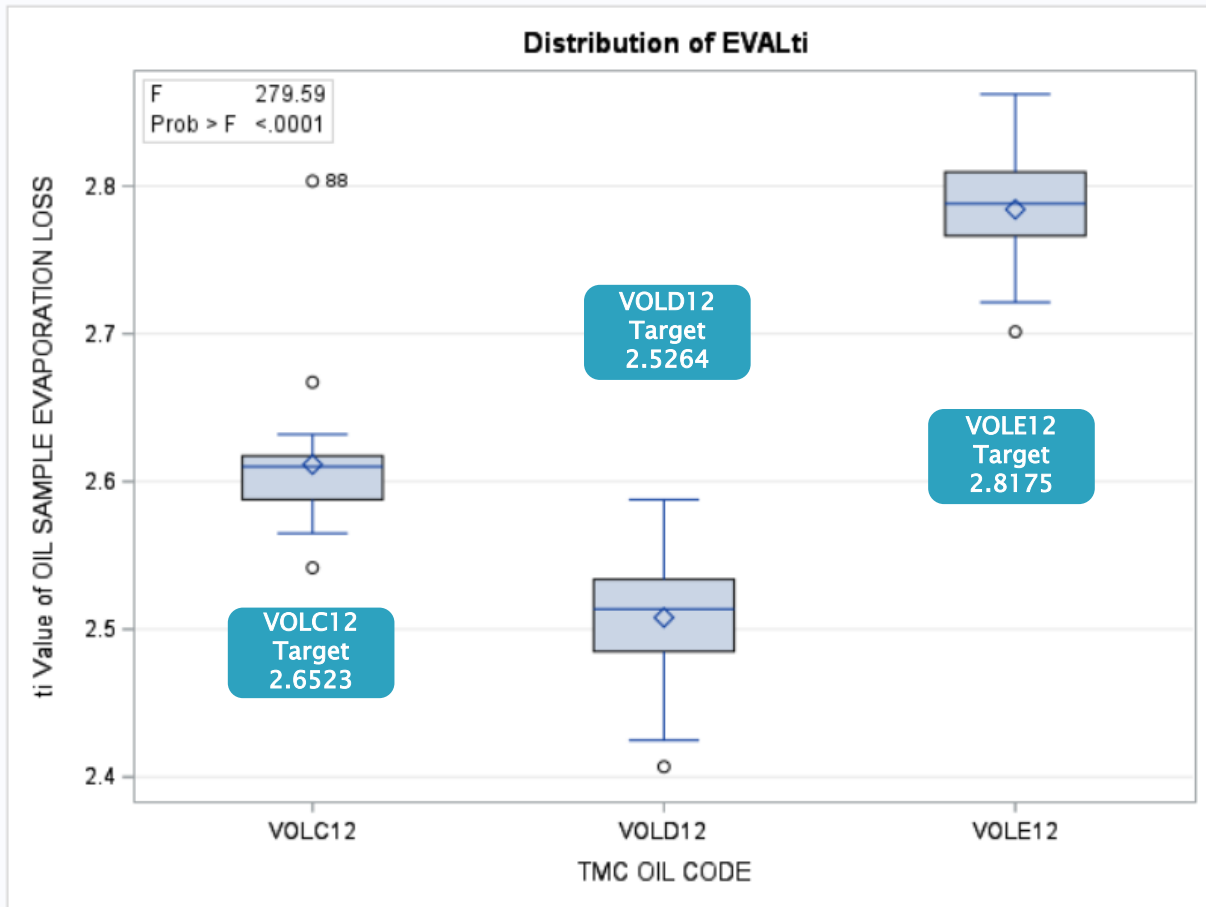 Distribution of EVALti
F 279.59
Prob > F <.0001
ti Value of OIL SAMPLE EVAPORATION LOSS
2.8
2.7
2.6
2.5
2.4
88
VOLD12
Target
2.5264
VOLE12
Target
2.8175
VOLC12
Target
2.6523
VOLC12 VOLD12 VOLE12
TMC OIL CODE